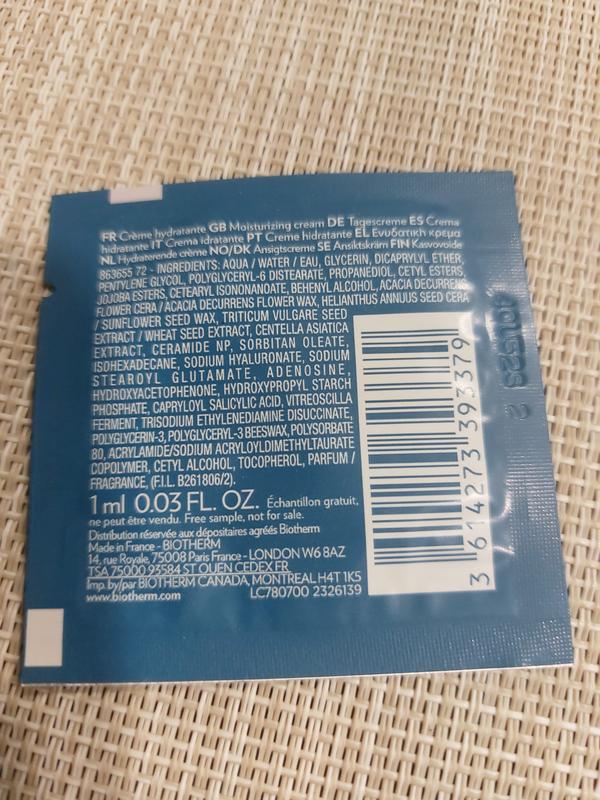 FR Crème hydratante GB Moisturizing cream DE Tagescreme ES Crema
hidratante IT Crema idratante PT Creme hidratante EL Ενυδατική κρέμα
NL Hydraterende crème NO/DK Ansigtscreme SE Ansiktskräm FIN Kasvovoide
863655 72 - INGREDIENTS: AQUA / WATER / EAU, GLYCERIN, DICAPRYLYL ETHER,
PENTYLENE GLYCOL, POLYGLYCERYL-6 DISTEARATE, PROPANEDIOL, CETYL ESTERS,
JOJOBA ESTERS, CETEARYL ISONONANOATE, BEHENYL ALCOHOL, ACACIA DECURRENS
FLOWER CERA / ACACIA DECURRENS FLOWER WAX, HELIANTHUS ANNUUS SEED CERA
/ SUNFLOWER SEED WAX, TRITICUM VULGARE SEED
EXTRACT / WHEAT SEED EXTRACT, CENTELLA ASIATICA
EXTRACT, CERAMIDE NP, SORBITAN OLEATE,
ISOHEXADECANE, SODIUM HYALURONATE, SODIUM
STEAROYL GLUTAMATE, ADENOSINE,
HYDROXYACETOPHENONE, HYDROXYPROPYL STARCH
PHOSPHATE, CAPRYLOYL SALICYLIC ACID, VITREOSCILLA
FERMENT, TRISODIUM ETHYLENEDIAMINE DISUCCINATE,
POLYGLYCERIN-3, POLYGLYCERYL-3 BEESWAX, POLYSORBATE
80, ACRYLAMIDE/SODIUM ACRYLOYLDIMETHYLTAURATE
COPOLYMER, CETYL ALCOHOL, TOCOPHEROL, PARFUM /
FRAGRANCE, (F.I.L. B261806/2).
1 ml 0.03 FL. OZ. Échantillon gratuit,
ne peut être vendu. Free sample, not for sale.
Distribution réservée aux dépositaires agréés Biotherm
Made in France - BIOTHERM
14, rue Royale, 75008 Paris France - LONDON W6 8AZ
TSA 75000 93584 ST OUEN CEDEX FR
Imp. by/par BIOTHERM CANADA, MONTREAL H4T 1K5
www.biotherm.com LC780700 2326139
3 614273 393379